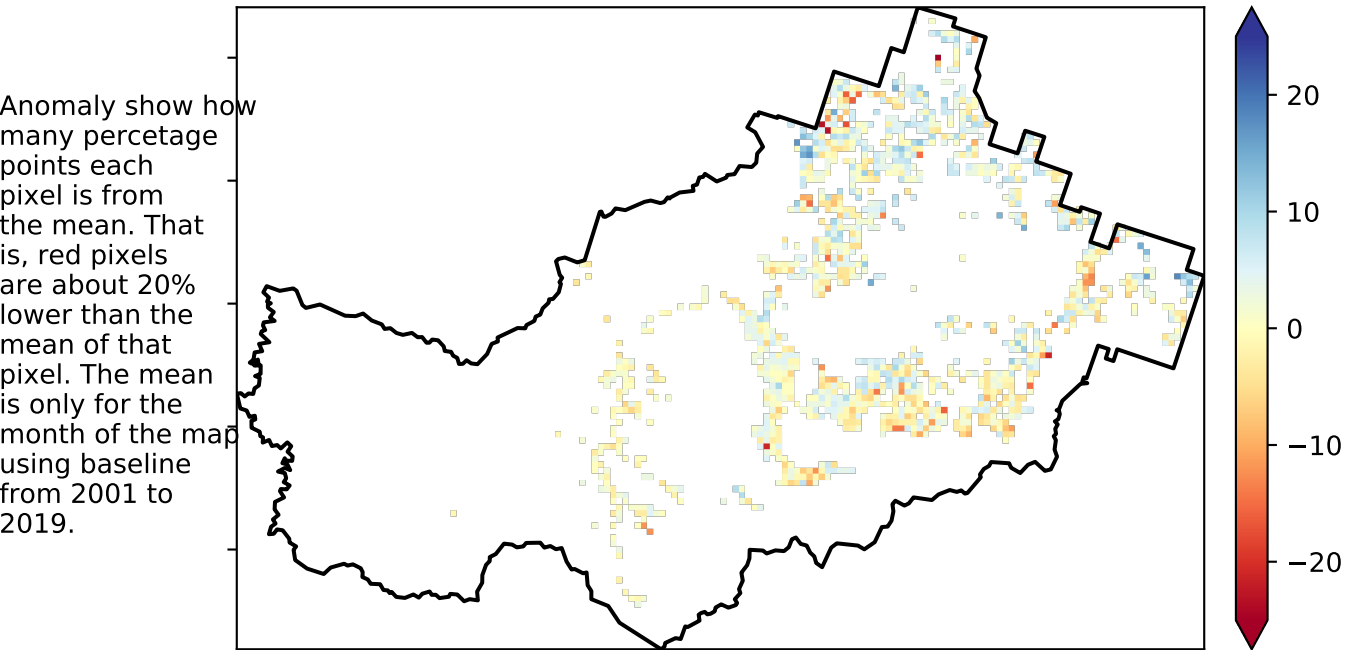 Anomaly show how
many percetage
points each
pixel is from
the mean. That
is, red pixels
are about 20%
lower than the
mean of that
pixel. The mean
is only for the
month of the map
using baseline
from 2001 to
2019.
20
10
0
−10
−20